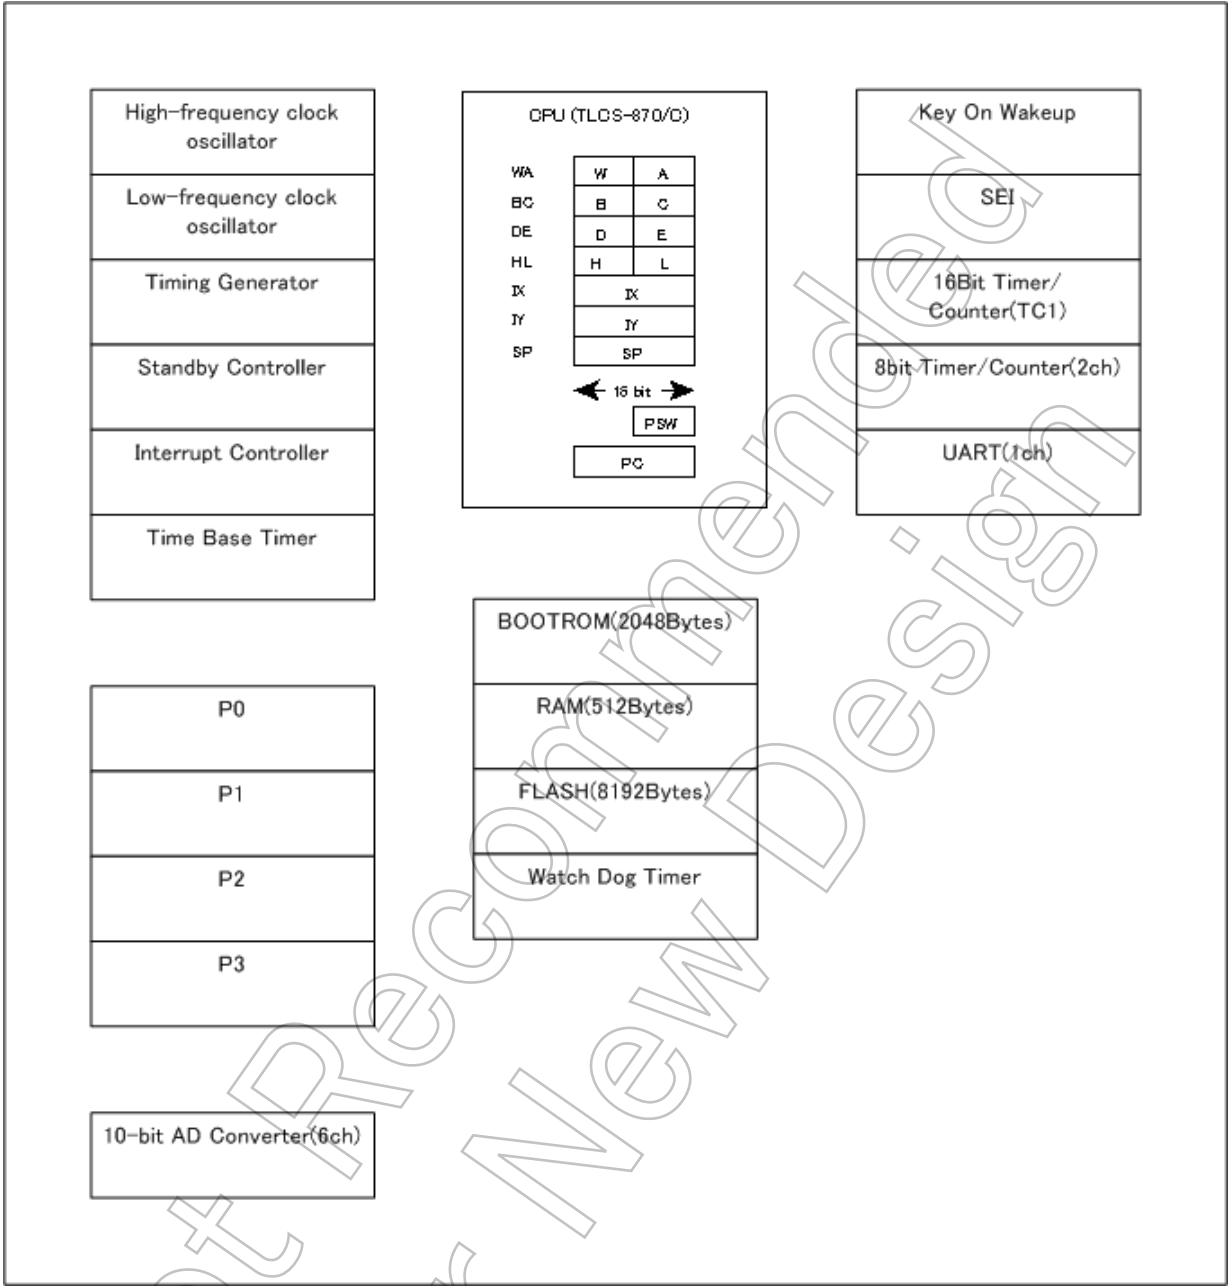 High-frequency clock
oscillator
Low-frequency clock
oscillator
Timing Generator
Standby Controller
Interrupt Controller
Time Base Timer
P0
P1
P2
P3
10-bit AD Converter(6ch)
CPU (TLCS-870/C)
WA W A
BC B C
DE D E
HL H L
IX IX
IY IY
SP SP
16 bit
PSW
PC
BOOTROM(2048Bytes)
RAM(512Bytes)
FLASH(8192Bytes)
Watch Dog Timer
Key On Wakeup
SEI
16Bit Timer/
Counter(TC1)
8bit Timer/Counter(2ch)
UART(1ch)
ot Recommended
r New Design